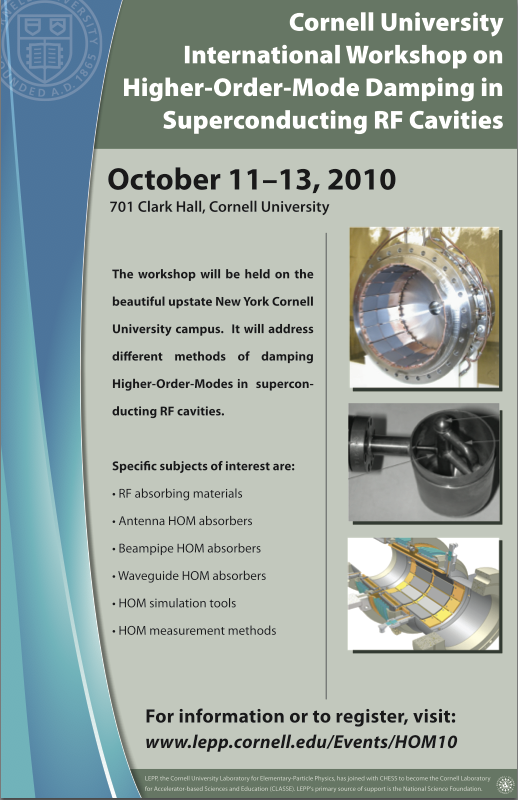 CORNELL
FOUNDED A.D. 1865
Cornell University
International Workshop on
Higher-Order-Mode Damping in
Superconducting RF Cavities
October 11–13, 2010
701 Clark Hall, Cornell University
The workshop will be held on the
beautiful upstate New York Cornell
University campus. It will address
different methods of damping
Higher-Order-Modes in supercon-
ducting RF cavities.
Specific subjects of interest are:
• RF absorbing materials
• Antenna HOM absorbers
• Beampipe HOM absorbers
• Waveguide HOM absorbers
• HOM simulation tools
• HOM measurement methods
For information or to register, visit:
www.lepp.cornell.edu/Events/HOM10
LEPP, the Cornell University Laboratory for Elementary-Particle Physics, has joined with CHESS to become the Cornell Laboratory
for Accelerator-based Sciences and Education (CLASSE). LEPP's primary source of support is the National Science Foundation.